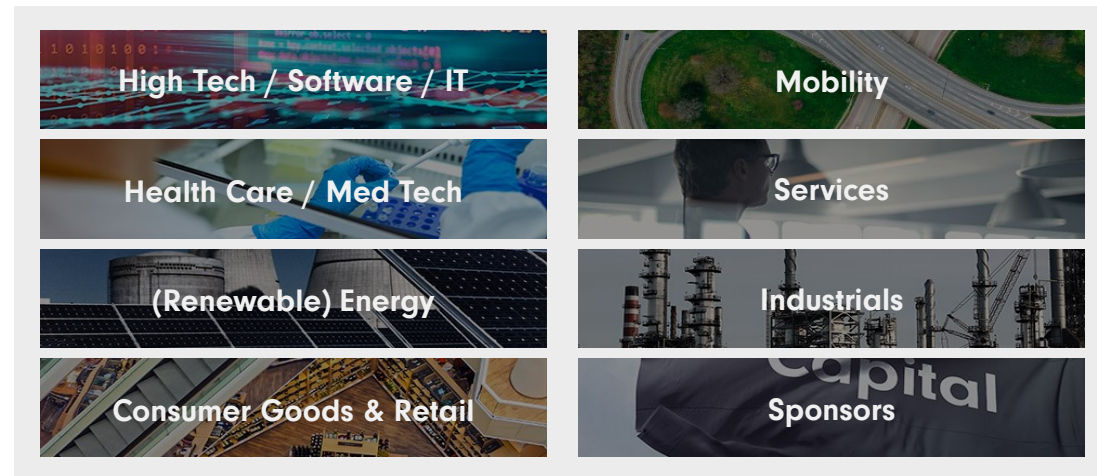 High Tech / Software / IT
Mobility
Health Care / Med Tech
Services
(Renewable) Energy
Industrials
Consumer Goods & Retail
Capital
Sponsors